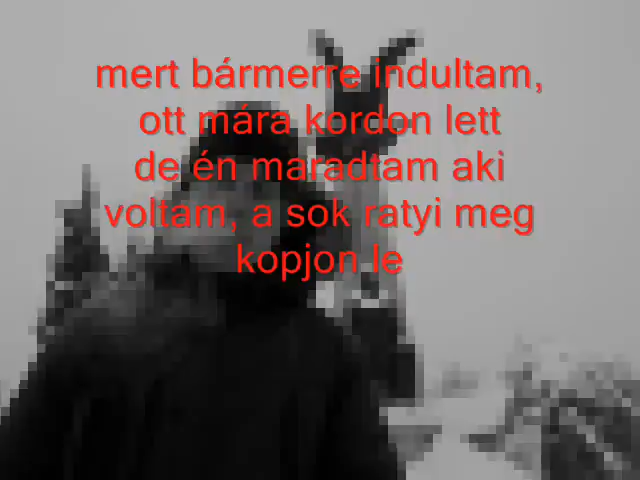 mert bármerre indultam,
ott mára kordon lett
de én maradtam aki
voltam, a sok ratyi meg
kopjon le